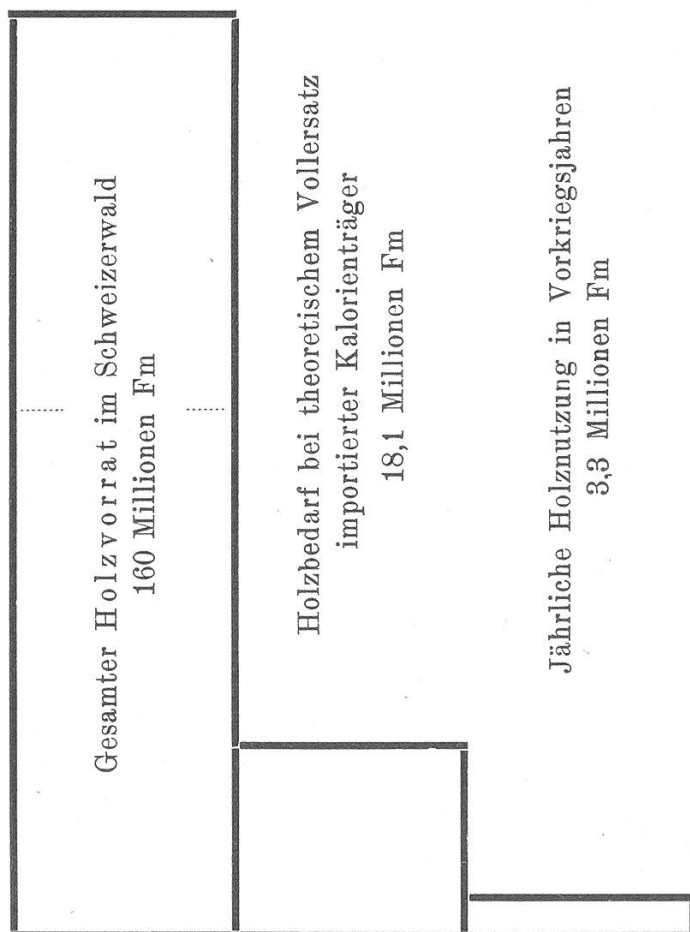 Gesamter Holzvorrat im Schweizerwald
160 Millionen Fm
Holzbedarf bei theoretischem Vollersatz
importierter Kalorienträger
18,1 Millionen Fm
Jährliche Holznutzung in Vorkriegsjahren
3,3 Millionen Fm